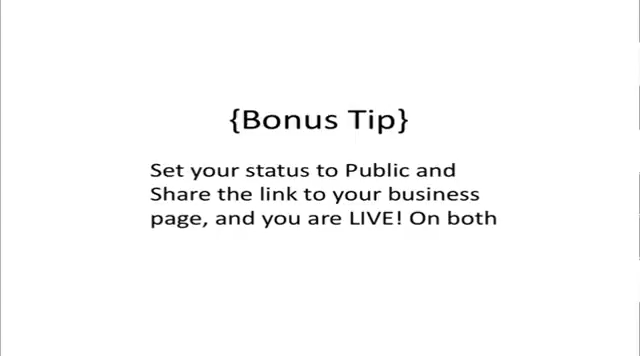 {Bonus Tip}
Set your status to Public and
Share the link to your business
page, and you are LIVE! On both